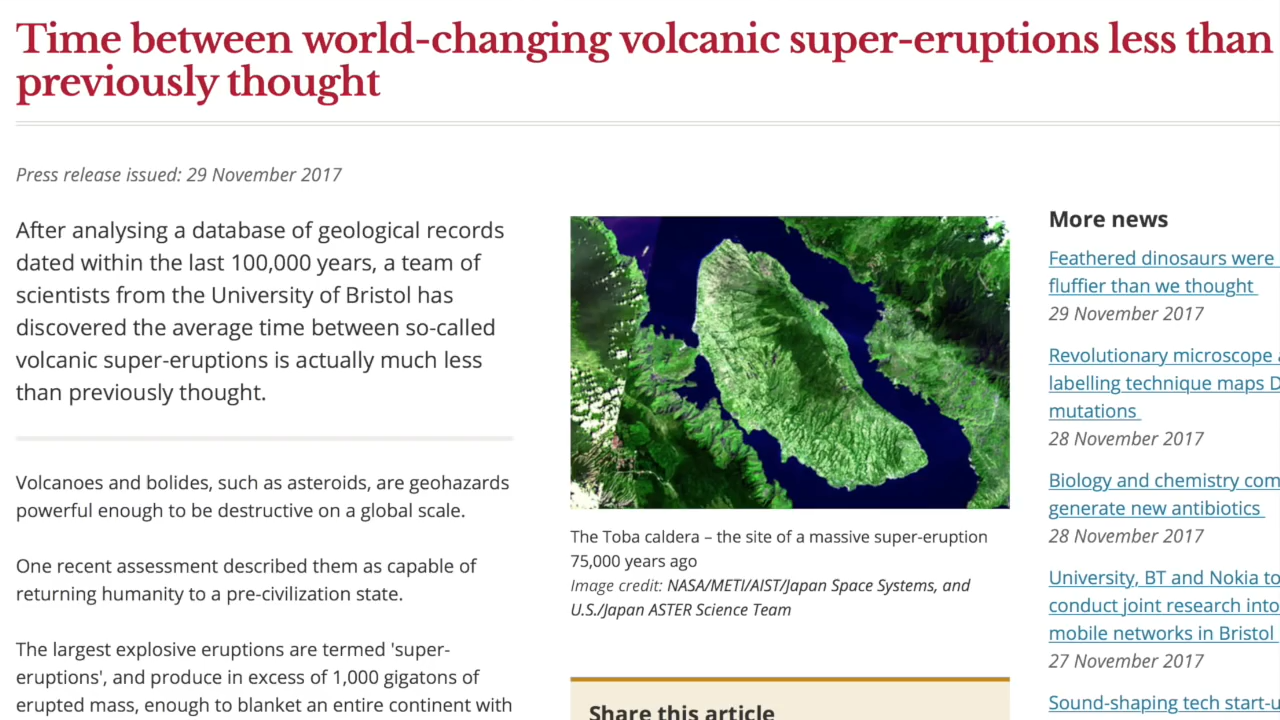 Time between world-changing volcanic super-eruptions less than
previously thought
Press release issued: 29 November 2017
After analysing a database of geological records
dated within the last 100,000 years, a team of
scientists from the University of Bristol has
discovered the average time between so-called
volcanic super-eruptions is actually much less
than previously thought.
Volcanoes and bolides, such as asteroids, are geohazards
powerful enough to be destructive on a global scale.
One recent assessment described them as capable of
returning humanity to a pre-civilization state.
The largest explosive eruptions are termed 'super-
eruptions', and produce in excess of 1,000 gigatons of
erupted mass, enough to blanket an entire continent with
The Toba caldera – the site of a massive super-eruption
75,000 years ago
Image credit: NASA/METI/AIST/Japan Space Systems, and
U.S./Japan ASTER Science Team
Share this article
More news
Feathered dinosaurs were
fluffier than we thought
29 November 2017
Revolutionary microscope
labelling technique maps D
mutations
28 November 2017
Biology and chemistry com
generate new antibiotics
28 November 2017
University, BT and Nokia to
conduct joint research into
mobile networks in Bristol
27 November 2017
Sound-shaping tech start-u